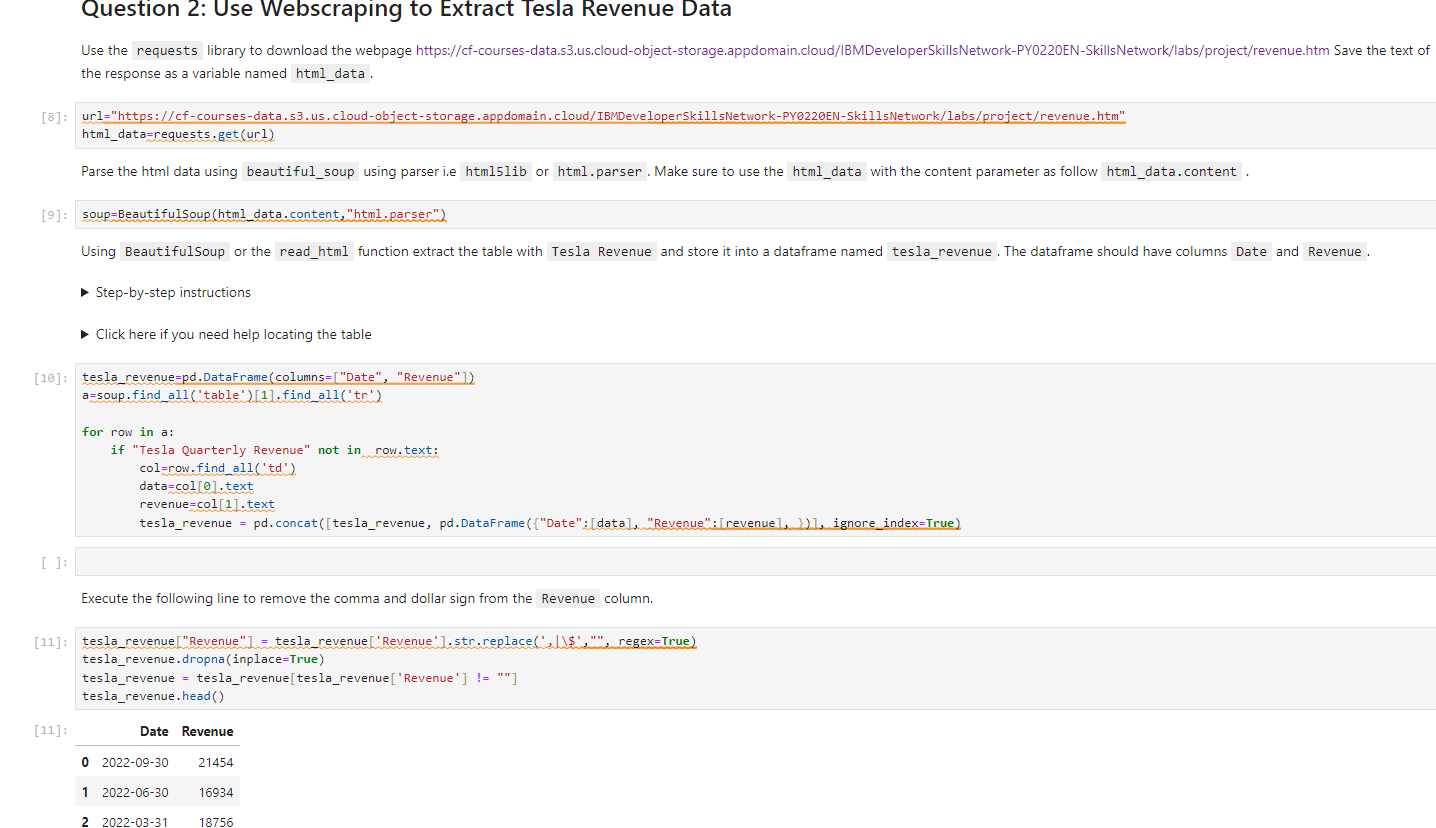 Question 2: Use Webscraping to Extract Tesla Revenue Data
Use the requests library to download the webpage https://cf-courses-data.s3.us.cloud-object-storage.appdomain.cloud/IBMDeveloperSkillsNetwork-PY0220EN-SkillsNetwork/labs/project/revenue.htm Save the text of
the response as a variable named html_data.
[8]: url="https://cf-courses-data.s3.us.cloud-object-storage.appdomain.cloud/IBMDeveloperSkillsNetwork-PY0220EN-SkillsNetwork/labs/project/revenue.htm"
html_data=requests.get(url)
Parse the html data using beautiful_soup using parser i.e html5lib or html.parser. Make sure to use the html_data with the content parameter as follow html_data.content .
[9]: soup=BeautifulSoup(html_data.content,"html.parser")
Using BeautifulSoup or the read_html function extract the table with Tesla Revenue and store it into a dataframe named tesla_revenue. The dataframe should have columns Date and Revenue.
▶ Step-by-step instructions
▶ Click here if you need help locating the table
[10]: tesla_revenue=pd.DataFrame(columns=["Date", "Revenue"])
a=soup.find_all('table')[1].find_all('tr')
for row in a:
    if "Tesla Quarterly Revenue" not in  row.text:
        col=row.find_all('td')
        data=col[0].text
        revenue=col[1].text
        tesla_revenue = pd.concat([tesla_revenue, pd.DataFrame({"Date":[data], "Revenue":[revenue], })], ignore_index=True)
[ ]:
Execute the following line to remove the comma and dollar sign from the Revenue column.
[11]: tesla_revenue["Revenue"] = tesla_revenue['Revenue'].str.replace(',|\$',"", regex=True)
tesla_revenue.dropna(inplace=True)
tesla_revenue = tesla_revenue[tesla_revenue['Revenue'] != ""]
tesla_revenue.head()
[11]: Date Revenue
0 2022-09-30 21454
1 2022-06-30 16934
2 2022-03-31 18756